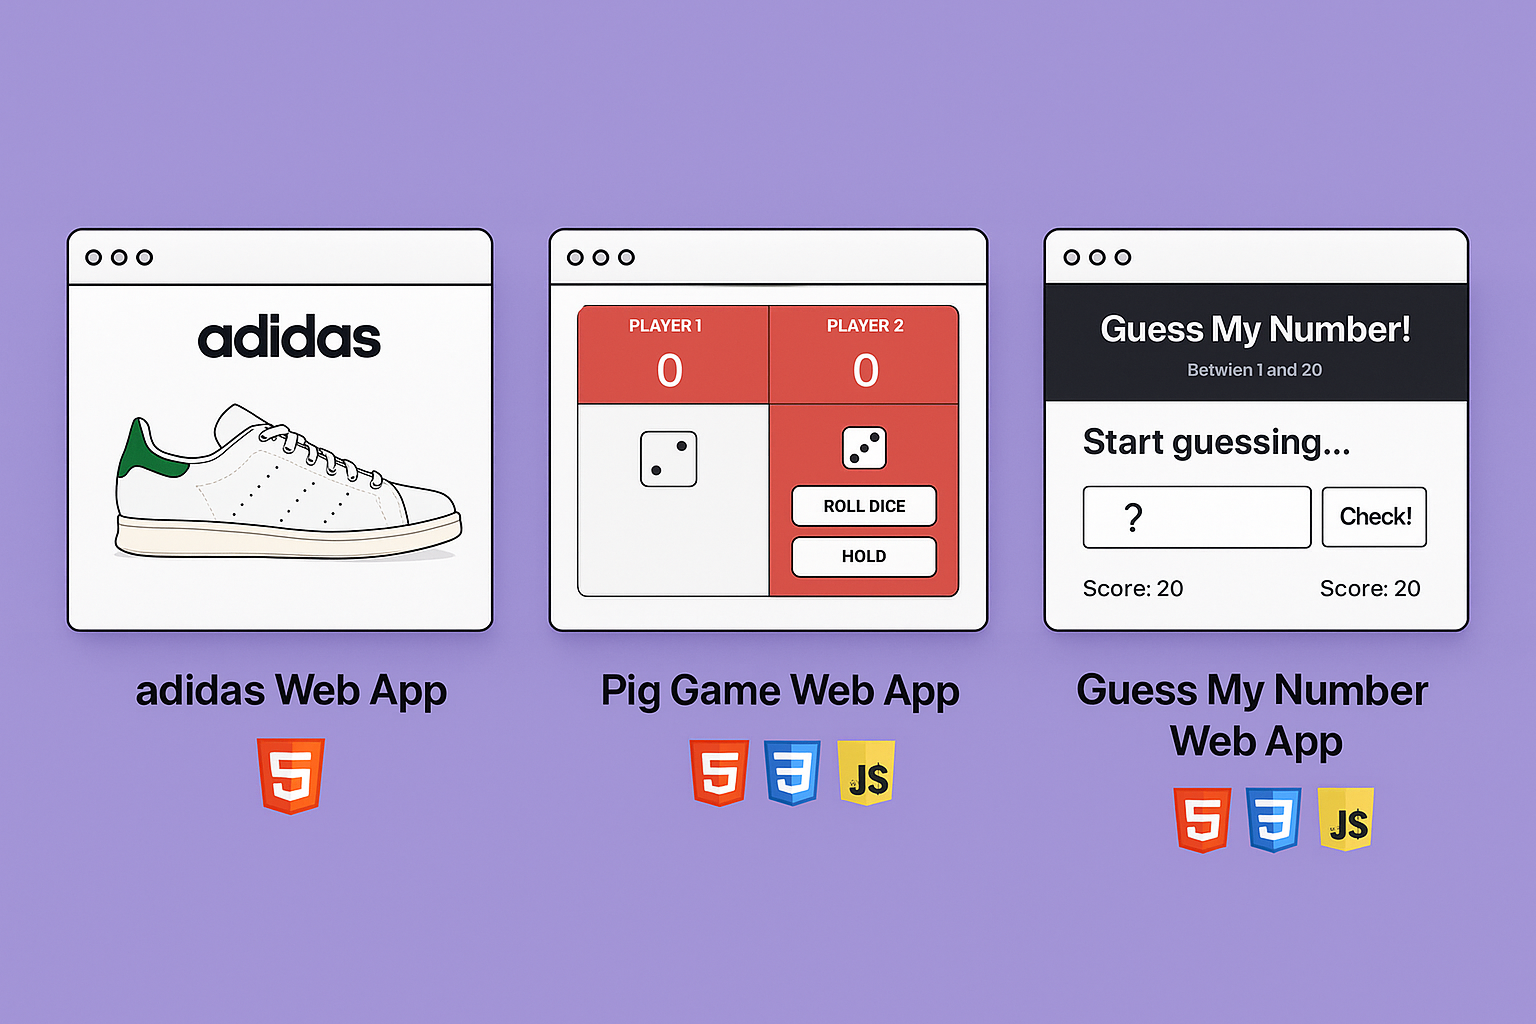 adidas
adidas Web App
5
PLAYER 1
0
PLAYER 2
0
ROLL DICE
HOLD
Pig Game Web App
5
3
JS
Guess My Number!
Betwien 1 and 20
Start guessing...
?
Check!
Score: 20
Score: 20
Guess My Number
Web App
5
3
JS